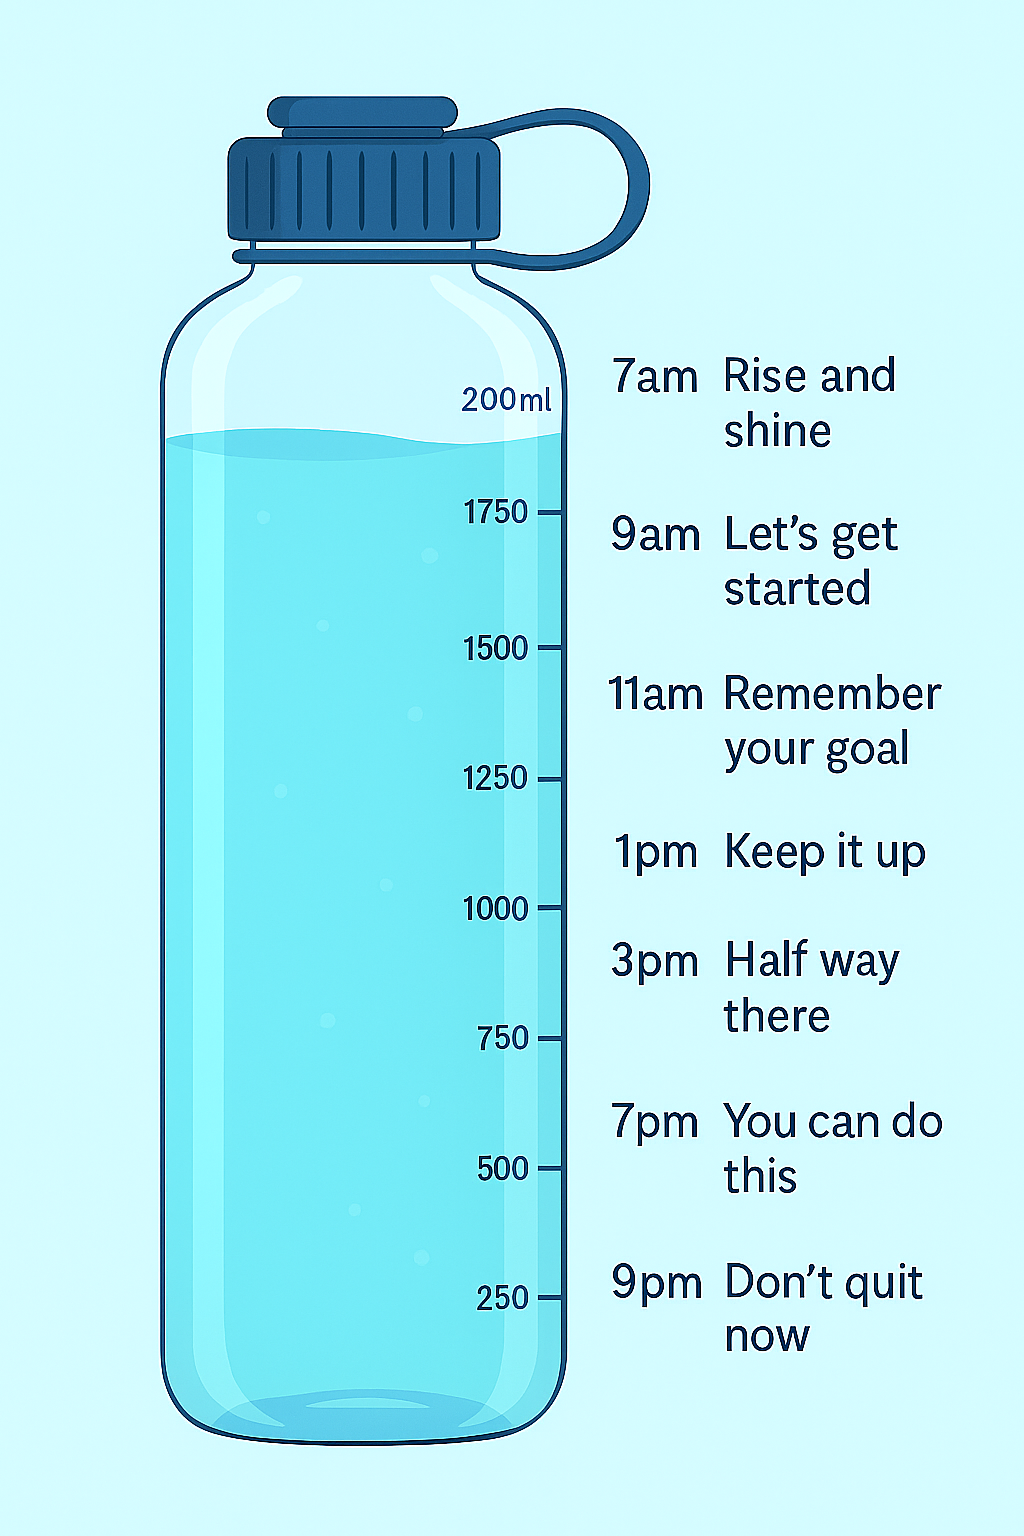 200ml
1750
1500
1250
1000
750
500
250
7am Rise and
shine
9am Let's get
started
11am Remember
your goal
1pm Keep it up
3pm Half way
there
7pm You can do
this
9pm Don't quit
now